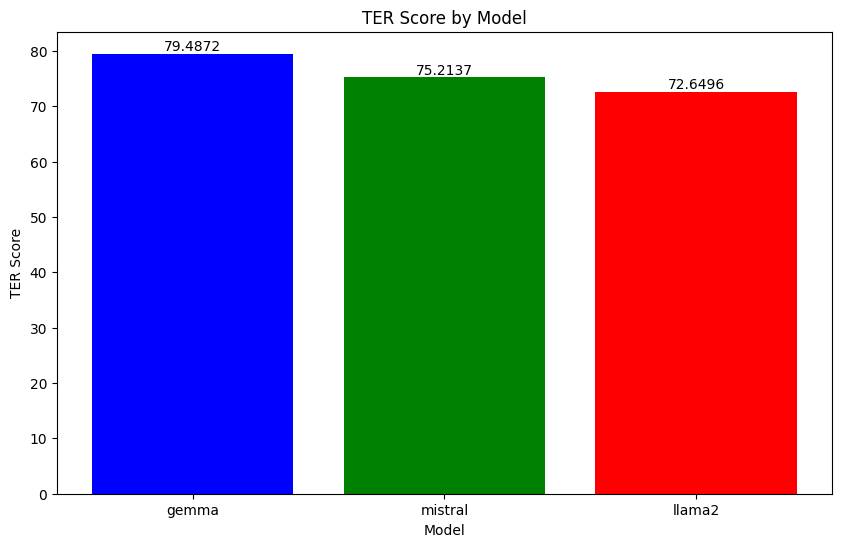 TER Score by Model
TER Score
80
70
60
50
40
30
20
10
0
79.4872
75.2137
72.6496
gemma
mistral
llama2
Model